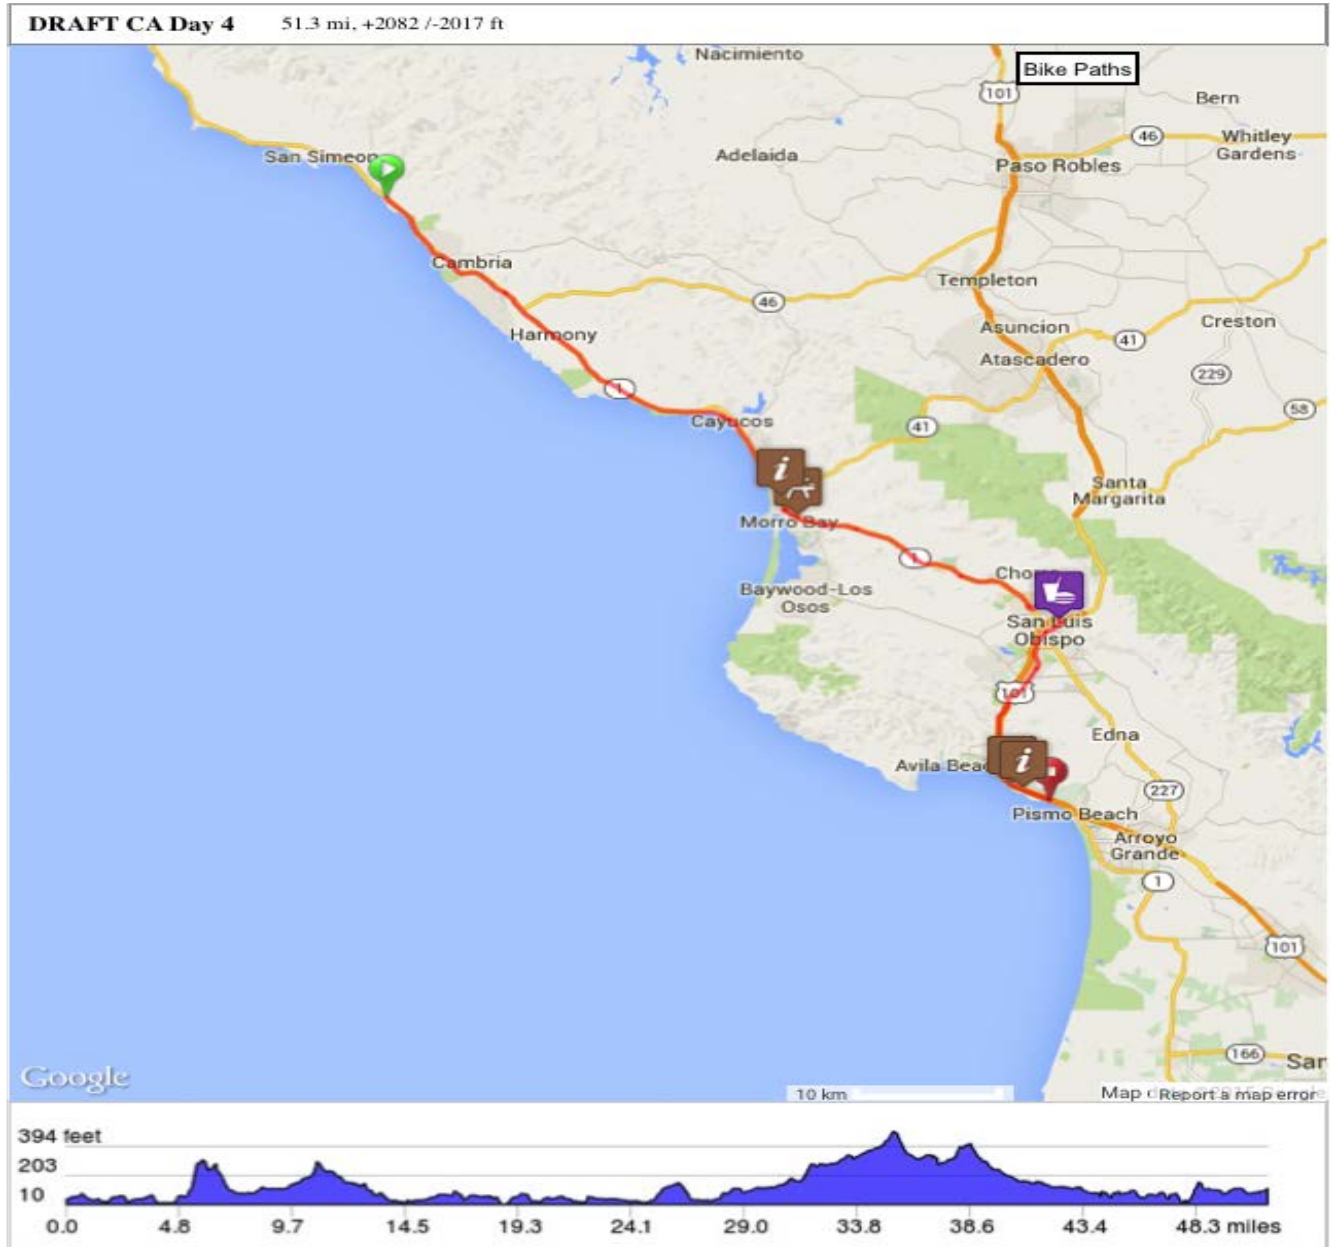 DRAFT CA Day 4 51.3 mi, +2082 /-2017 ft
Nacimiento
Bike Paths
101
Bern
46
Whitley
Gardens
San Simeon
Adelaida
Paso Robles
Cambria
Templeton
46
Creston
Harmony
Asuncion
41
Atascadero
229
1
58
Cayucos
41
i
Santa
Margarita
Morro Bay
1
Baywood-Los
Osos
San Luis
Obispo
101
Edna
Avila
i
227
Pismo Beach
Arroyo
Grande
1
101
166
Google
10 km
Map
Report a map error
394 feet
203
10
0.0 4.8 9.7 14.5 19.3 24.1 29.0 33.8 38.6 43.4 48.3 miles